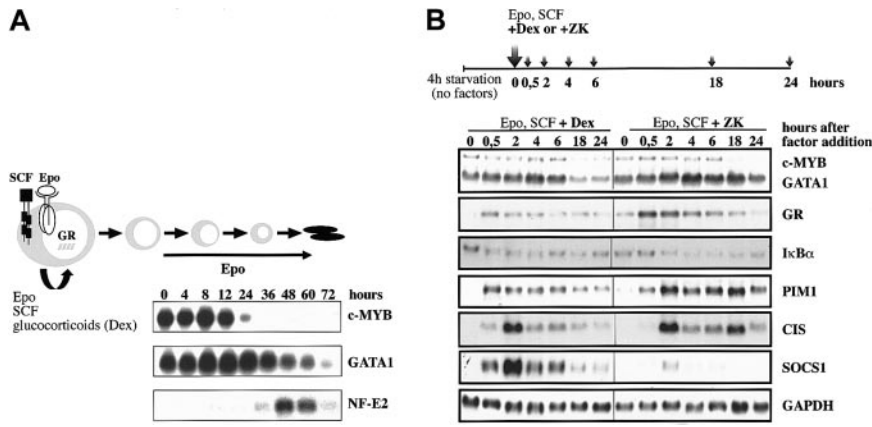 A
SCF Epo
GR
Epo
Epo
SCF
glucocorticoids (Dex)
0 4 8 12 24 36 48 60 72 hours
c-MYB
GATA1
NF-E2
B
Epo, SCF
+Dex or +ZK
4h starvation
(no factors)
0 0,5 2 4 6 18 24 hours
Epo, SCF + Dex Epo, SCF + ZK hours after
0 0,5 2 4 6 18 24 0 0,5 2 4 6 18 24 factor addition
c-MYB
GATA1
GR
IκBα
PIM1
CIS
SOCS1
GAPDH